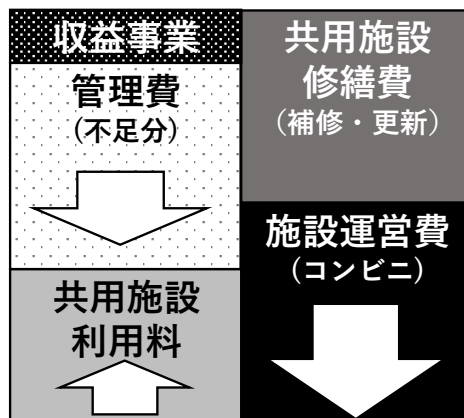 収益事業
管理費
(不足分)
共用施設
利用料
共用施設
修繕費
(補修・更新)
施設運営費
(コンビニ)